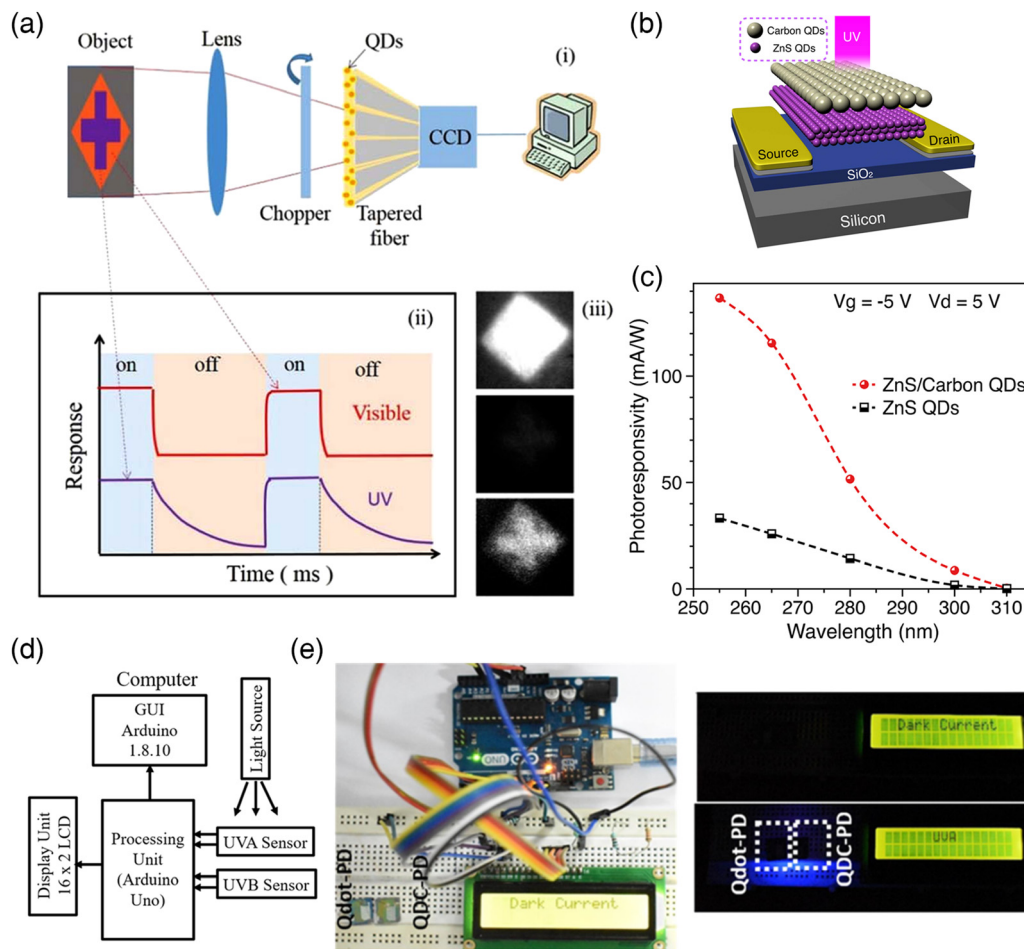 (a)
Object
Lens
QDs
(i)
CCD
Chopper
Tapered
fiber
(ii)
on
off
on
off
Visible
UV
Response
Time ( ms )
(iii)
(b)
Carbon QDs
ZnS QDs
UV
Source
Drain
SiO₂
Silicon
(c)
Vg = -5 V Vd = 5 V
ZnS/Carbon QDs
ZnS QDs
Photoresponsivity (mA/W)
100
50
0
250 260 270 280 290 300 310
Wavelength (nm)
(d)
Computer
GUI
Arduino
1.8.10
Light Source
Display Unit
16 x 2 LCD
Processing
Unit
(Arduino
Uno)
UVA Sensor
UVB Sensor
(e)
UNO
Qdot-PD
QDC-PD
Dark Current
Dark Current
Qdot-PD
QDC-PD
UVA